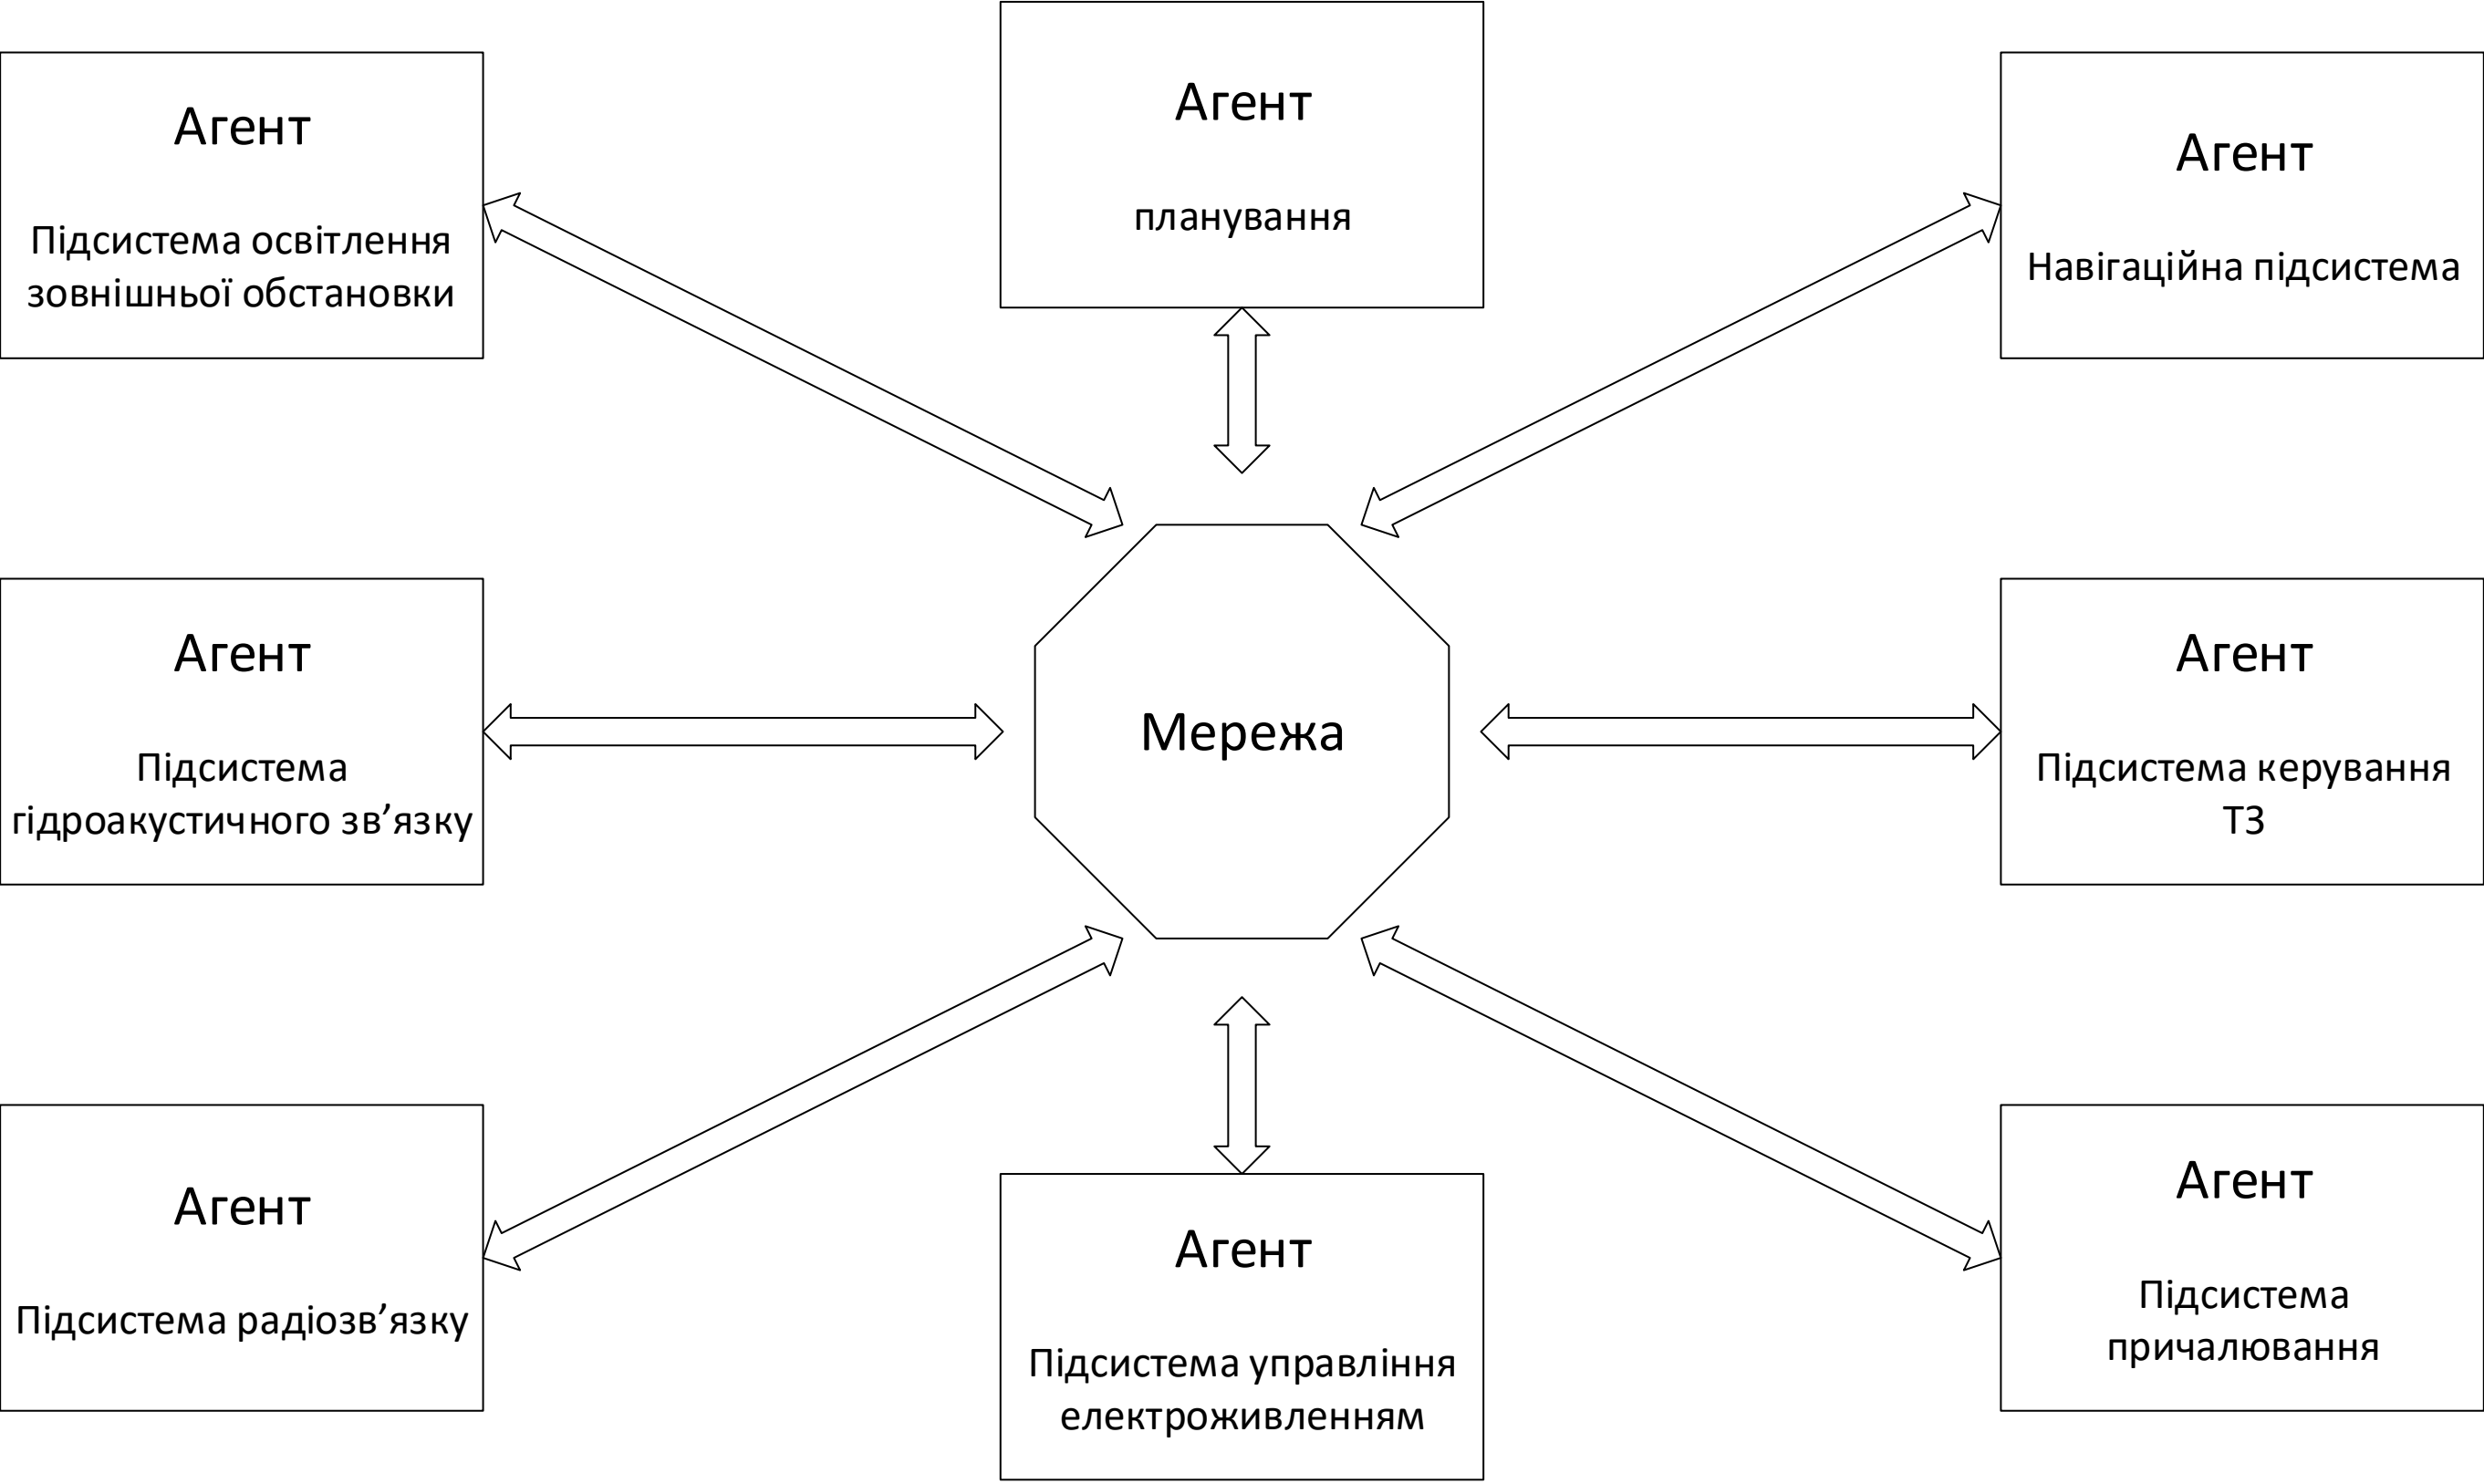 Агент
планування
Агент
Підсистема освітлення
зовнішньої обстановки
Агент
Навігаційна підсистема
Агент
Підсистема
гідроакустичного зв’язку
Мережа
Агент
Підсистема керування
ТЗ
Агент
Підсистема радіозв’язку
Агент
Підсистема управління
електроживленням
Агент
Підсистема
причалювання